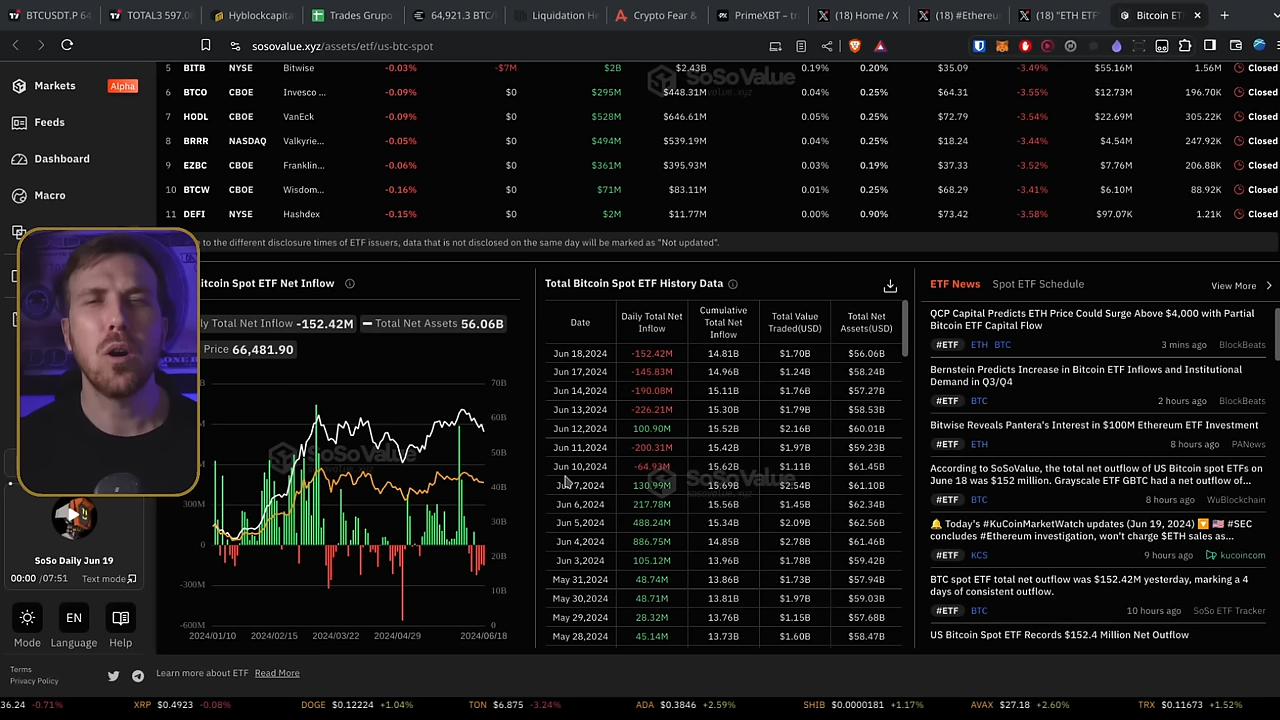 BTCUSDT.P 64
TOTAL3 597.08
Hyblockcapita
Trades Grupo
64,921.3 BTC/
Liquidation He
Crypto Fear &
PrimeXBT – tra
(18) Home / X
(18) #Ethereu
(18) "ETH ETF"
Bitcoin ET
sosovalue.xyz/assets/etf/us-btc-spot
Markets
Alpha
Feeds
Dashboard
Macro
5 BITB NYSE Bitwise -0.03% -$7M $2B $2.43B 0.19% 0.20% $35.09 -3.49% $55.16M 1.56M Closed
6 BTCO CBOE Invesco ... -0.09% $0 $295M $448.31M 0.04% 0.25% $64.31 -3.55% $12.73M 196.70K Closed
7 HODL CBOE VanEck -0.09% $0 $528M $646.61M 0.04% 0.25% $72.79 -3.54% $22.69M 305.22K Closed
8 BRRR NASDAQ Valkyrie... -0.05% $0 $494M $539.19M 0.04% 0.25% $18.24 -3.44% $4.54M 247.92K Closed
9 EZBC CBOE Franklin... -0.06% $0 $361M $395.93M 0.03% 0.19% $37.33 -3.52% $7.76M 206.88K Closed
10 BTCW CBOE Wisdom... -0.16% $0 $71M $83.11M 0.01% 0.25% $68.29 -3.41% $6.10M 88.92K Closed
11 DEFI NYSE Hashdex -0.15% $0 $2M $11.77M 0.00% 0.90% $73.42 -3.58% $97.07K 1.21K Closed
SoSoValue
sosovalue.xyz
e to the different disclosure times of ETF issuers, data that is not disclosed on the same day will be marked as "Not updated".
itcoin Spot ETF Net Inflow
ly Total Net Inflow -152.42M
Total Net Assets 56.06B
Price 66,481.90
70B
60B
50B
40B
30B
20B
10B
0
300M
0
-300M
-600M
2024/01/10 2024/02/15 2024/03/22 2024/04/29 2024/06/18
SoSoValue
sosovalue.xyz
Total Bitcoin Spot ETF History Data
Date Daily Total Net Inflow Cumulative Total Net Inflow Total Value Traded(USD) Total Net Assets(USD)
Jun 18,2024 -152.42M 14.81B $1.70B $56.06B
Jun 17,2024 -145.83M 14.96B $1.24B $58.24B
Jun 14,2024 -190.08M 15.11B $1.76B $57.27B
Jun 13,2024 -226.21M 15.30B $1.79B $58.53B
Jun 12,2024 100.90M 15.52B $2.16B $60.01B
Jun 11,2024 -200.31M 15.42B $1.97B $59.23B
Jun 10,2024 -64.93M 15.62B $1.11B $61.45B
Jun 7,2024 130.99M 15.69B $2.54B $61.10B
Jun 6,2024 217.78M 15.56B $1.45B $62.34B
Jun 5,2024 488.24M 15.34B $2.09B $62.56B
Jun 4,2024 886.75M 14.85B $2.78B $61.46B
Jun 3,2024 105.12M 13.96B $1.78B $59.42B
May 31,2024 48.74M 13.86B $1.73B $57.94B
May 30,2024 48.71M 13.81B $1.97B $59.03B
May 29,2024 28.32M 13.76B $1.15B $57.68B
May 28,2024 45.14M 13.73B $1.60B $58.47B
SoSoValue
sosovalue.xyz
ETF News
Spot ETF Schedule
View More
QCP Capital Predicts ETH Price Could Surge Above $4,000 with Partial
Bitcoin ETF Capital Flow
#ETF ETH BTC 3 mins ago BlockBeats
Bernstein Predicts Increase in Bitcoin ETF Inflows and Institutional
Demand in Q3/Q4
#ETF BTC 2 hours ago BlockBeats
Bitwise Reveals Pantera's Interest in $100M Ethereum ETF Investment
#ETF ETH 8 hours ago PANews
According to SoSoValue, the total net outflow of US Bitcoin spot ETFs on
June 18 was $152 million. Grayscale ETF GBTC had a net outflow of...
#ETF BTC 8 hours ago WuBlockchain
Today's #KuCoinMarketWatch updates (Jun 19, 2024) #SEC
concludes #Ethereum investigation, won't charge $ETH sales as...
#ETF KCS 9 hours ago kucoincom
BTC spot ETF total net outflow was $152.42M yesterday, marking a 4
days of consistent outflow.
#ETF BTC 10 hours ago SoSo ETF Tracker
US Bitcoin Spot ETF Records $152.4 Million Net Outflow
SoSo Daily Jun 19
00:00 /07:51 Text mode
EN
Mode Language Help
Terms
Privacy Policy
Learn more about ETF Read More
36.24 -0.71% XRP $0.4923 -0.08% DOGE $0.12224 +1.04% TON $6.875 -3.24% ADA $0.3846 +2.59% SHIB $0.0000181 +1.17% AVAX $27.18 +2.60% TRX $0.11673 +1.52%